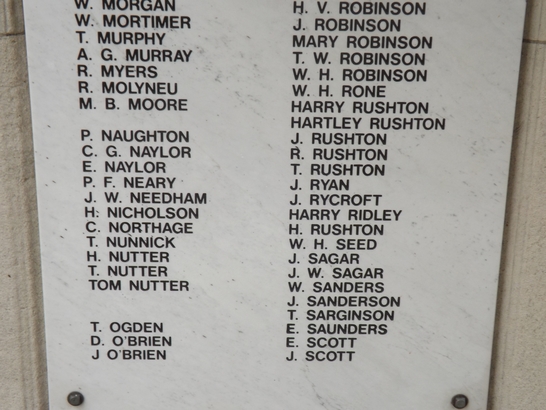 W. MORGAN
W. MORTIMER
T. MURPHY
A. G. MURRAY
R. MYERS
R. MOLYNEU
M. B. MOORE
P. NAUGHTON
C. G. NAYLOR
E. NAYLOR
P. F. NEARY
J. W. NEEDHAM
H. NICHOLSON
C. NORTHAGE
T. NUNNICK
H. NUTTER
T. NUTTER
TOM NUTTER
T. OGDEN
D. O'BRIEN
J O'BRIEN
H. V. ROBINSON
J. ROBINSON
MARY ROBINSON
T. W. ROBINSON
W. H. ROBINSON
W. H. RONE
HARRY RUSHTON
HARTLEY RUSHTON
J. RUSHTON
R. RUSHTON
T. RUSHTON
J. RYAN
J. RYCROFT
HARRY RIDLEY
H. RUSHTON
W. H. SEED
J. SAGAR
J. W. SAGAR
W. SANDERS
J. SANDERSON
T. SARGINSON
E. SAUNDERS
E. SCOTT
J. SCOTT